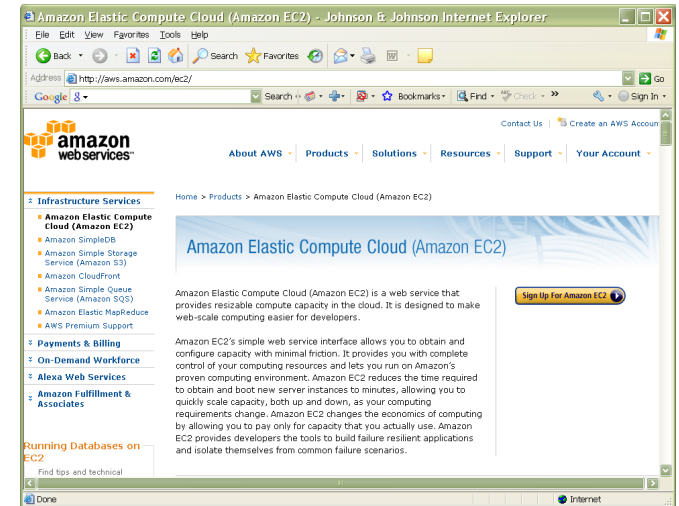 Amazon Elastic Compute Cloud (Amazon EC2) - Johnson & Johnson Internet Explorer
File Edit View Favorites Tools Help
Back Search Favorites
Address http://aws.amazon.com/ec2/ Go
Google Search Bookmarks Find Check Sign In
Contact Us Create an AWS Accoun
amazon
webservices™
About AWS Products Solutions Resources Support Your Account
Infrastructure Services
Amazon Elastic Compute
Cloud (Amazon EC2)
Amazon SimpleDB
Amazon Simple Storage
Service (Amazon S3)
Amazon CloudFront
Amazon Simple Queue
Service (Amazon SQS)
Amazon Elastic MapReduce
AWS Premium Support
Payments & Billing
On-Demand Workforce
Alexa Web Services
Amazon Fulfillment &
Associates
Running Databases on
EC2
Find tips and technical
Home > Products > Amazon Elastic Compute Cloud (Amazon EC2)
Amazon Elastic Compute Cloud (Amazon EC2)
Amazon Elastic Compute Cloud (Amazon EC2) is a web service that
provides resizable compute capacity in the cloud. It is designed to make
web-scale computing easier for developers.
Amazon EC2's simple web service interface allows you to obtain and
configure capacity with minimal friction. It provides you with complete
control of your computing resources and lets you run on Amazon's
proven computing environment. Amazon EC2 reduces the time required
to obtain and boot new server instances to minutes, allowing you to
quickly scale capacity, both up and down, as your computing
requirements change. Amazon EC2 changes the economics of computing
by allowing you to pay only for capacity that you actually use. Amazon
EC2 provides developers the tools to build failure resilient applications
and isolate themselves from common failure scenarios.
Sign Up For Amazon EC2
Done Internet